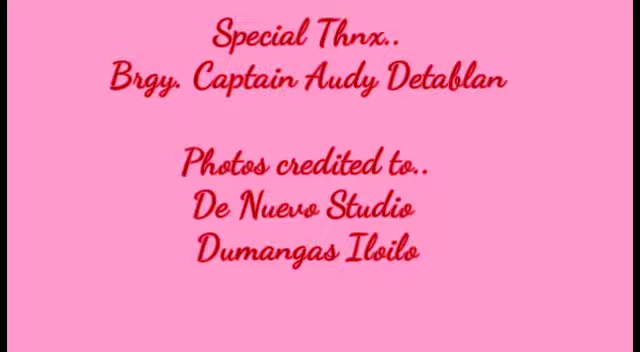 Special Thnx..
Brgy. Captain Audy Detablan
Photos credited to..
De Nuevo Studio
Dumangas Iloilo